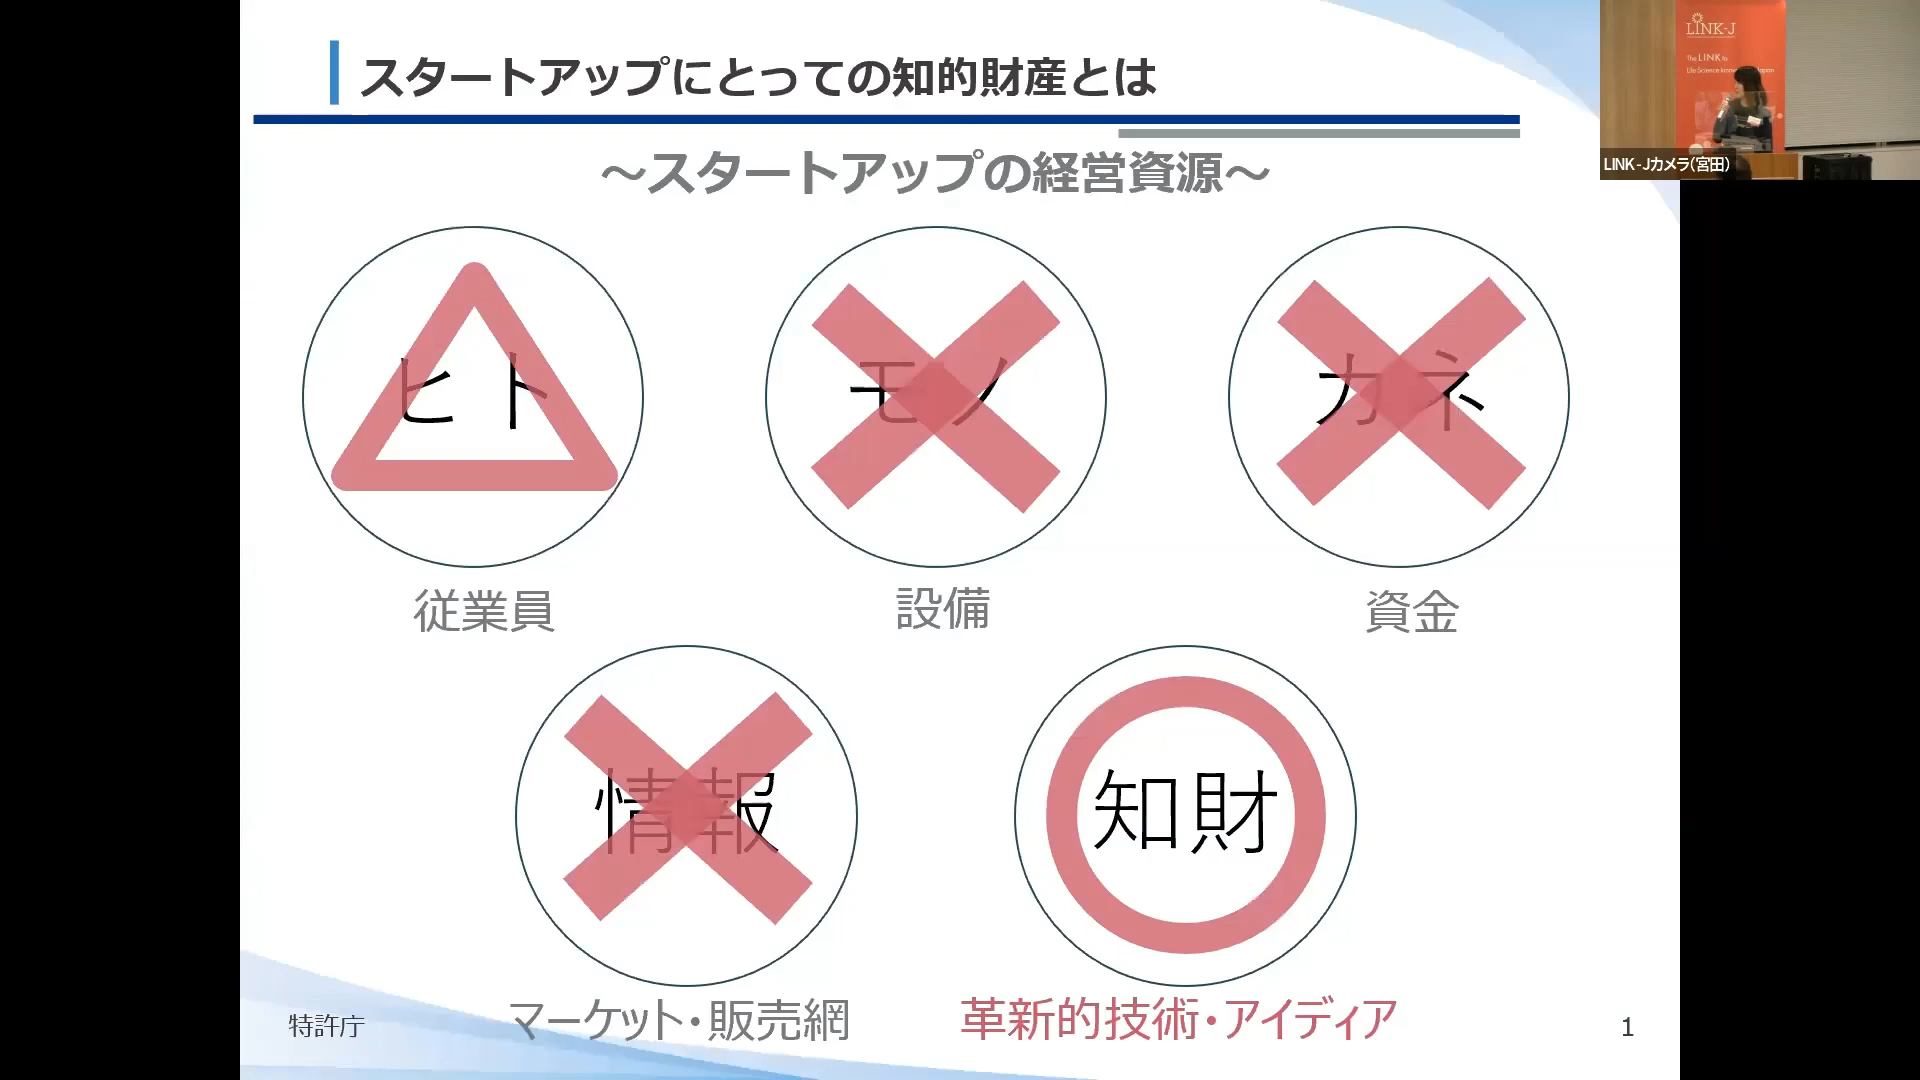 スタートアップにとっての知的財産とは
～スタートアップの経営資源～
ヒト
モノ
カネ
従業員
設備
資金
情報
知財
マーケット・販売網
革新的技術・アイディア
特許庁
1
LINK-J
The LINK to
LINK-Jカメラ(宮田)